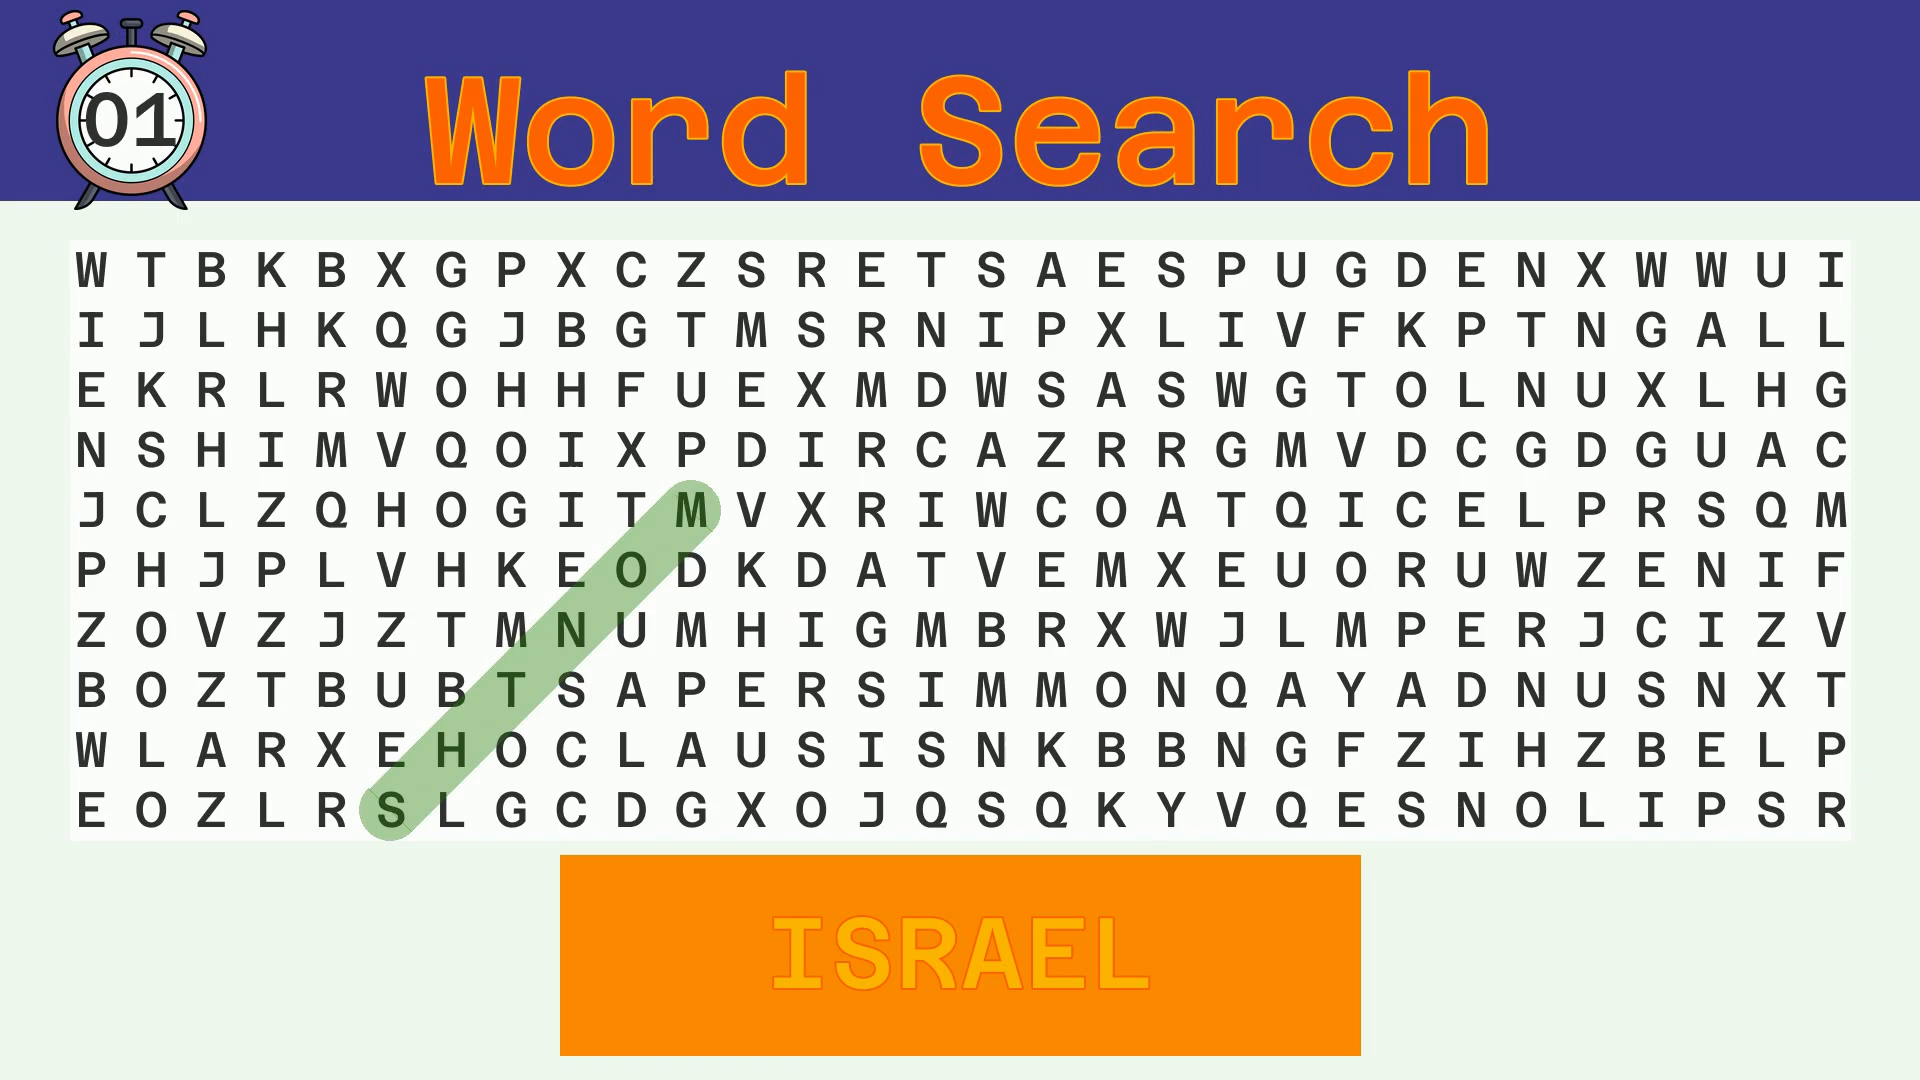 01
Word Search
W T B K B X G P X C Z S R E T S A E S P U G D E N X W W U I
I J L H K Q G J B G T M S R N I P X L I V F K P T N G A L L
E K R L R W O H H F U E X M D W S A S W G T O L N U X L H G
N S H I M V Q O I X P D I R C A Z R R G M V D C G D G U A C
J C L Z Q H O G I T M V X R I W C O A T Q I C E L P R S Q M
P H J P L V H K E O D K D A T V E M X E U O R U W Z E N I F
Z O V Z J Z T M N U M H I G M B R X W J L M P E R J C I Z V
B O Z T B U B T S A P E R S I M M O N Q A Y A D N U S N X T
W L A R X E H O C L A U S I S N K B B N G F Z I H Z B E L P
E O Z L R S L G C D G X O J Q S Q K Y V Q E S N O L I P S R
ISRAEL